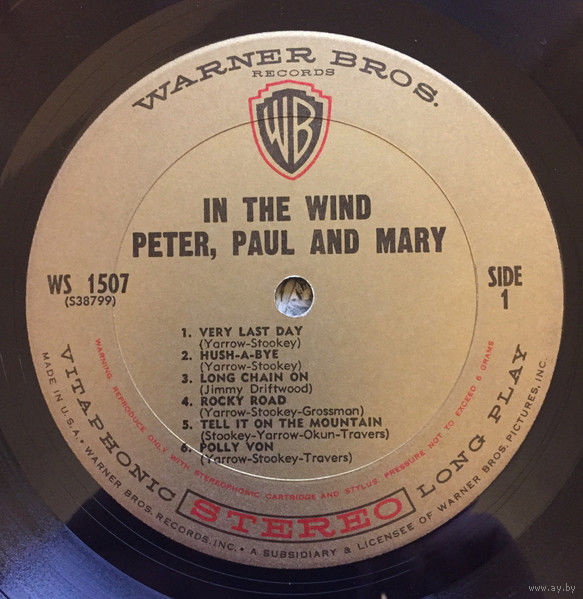 WARNER BROS.
RECORDS
WB
IN THE WIND
PETER, PAUL AND MARY
WS 1507
(S38799)
SIDE
1
1. VERY LAST DAY
(Yarrow-Stookey)
2. HUSH-A-BYE
(Yarrow-Stookey)
3. LONG CHAIN ON
(Jimmy Driftwood)
4. ROCKY ROAD
(Yarrow-Stookey-Grossman)
5. TELL IT ON THE MOUNTAIN
(Stookey-Yarrow-Okun-Travers)
6. POLLY VON
(Yarrow-Stookey-Travers)
WARNING: REPRODUCE ONLY WITH STEREOPHONIC CARTRIDGE AND STYLUS. PRESSURE NOT TO EXCEED 6 GRAMS
VITAPHONIC STEREO LONG PLAY
MADE IN U.S.A. • WARNER BROS. RECORDS, INC. • A SUBSIDIARY & LICENSEE OF WARNER BROS. PICTURES, INC.
www.ay.by